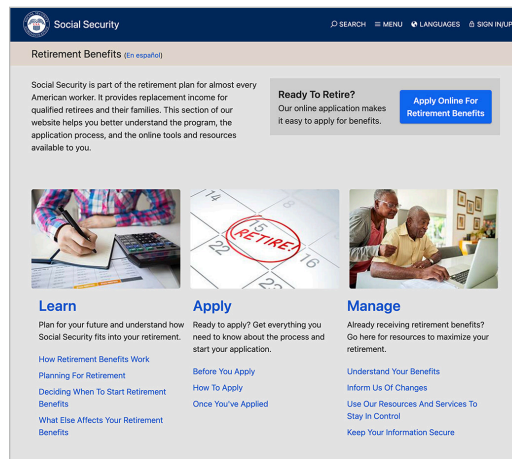 Social Security
SEARCH MENU LANGUAGES SIGN IN/UP
Retirement Benefits (En español)
Social Security is part of the retirement plan for almost every
American worker. It provides replacement income for
qualified retirees and their families. This section of our
website helps you better understand the program, the
application process, and the online tools and resources
available to you.
Ready To Retire?
Our online application makes
it easy to apply for benefits.
Apply Online For
Retirement Benefits
14
8
15
RETIRE!
16
22
22
Learn
Plan for your future and understand how
Social Security fits into your retirement.
How Retirement Benefits Work
Planning For Retirement
Deciding When To Start Retirement
Benefits
What Else Affects Your Retirement
Benefits
Apply
Ready to apply? Get everything you
need to know about the process and
start your application.
Before You Apply
How To Apply
Once You've Applied
Manage
Already receiving retirement benefits?
Go here for resources to maximize your
retirement.
Understand Your Benefits
Inform Us Of Changes
Use Our Resources And Services To
Stay In Control
Keep Your Information Secure